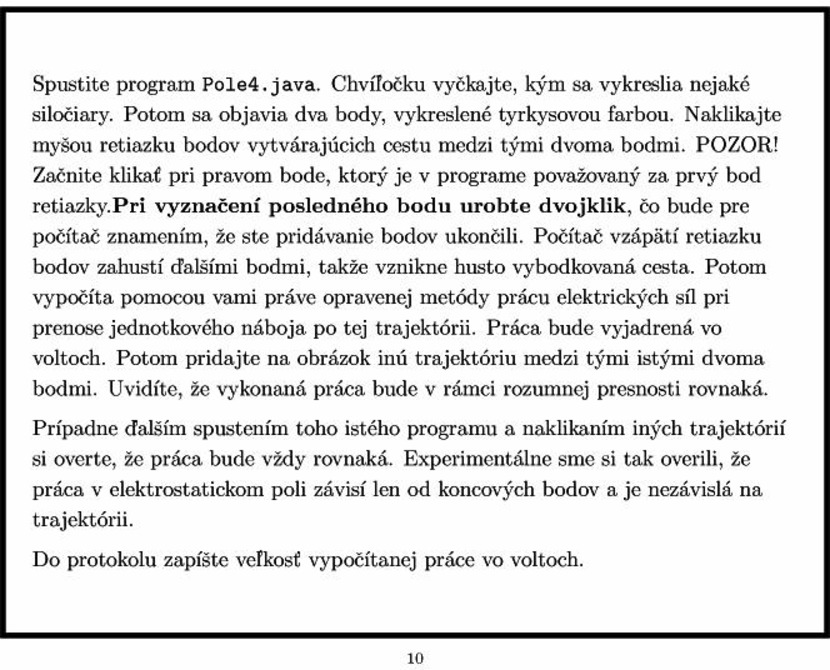 Spustite program Pole4.java. Chvíľočku vyčkajte, kým sa vykreslia nejaké
siločiary. Potom sa objavia dva body, vykreslené tyrkysovou farbou. Naklikajte
myšou retiazku bodov vytvárajúcich cestu medzi tými dvoma bodmi. POZOR!
Začnite klikať pri pravom bode, ktorý je v programe považovaný za prvý bod
retiazky.Pri vyznačení posledného bodu urobte dvojklik, čo bude pre
počítač znamením, že ste pridávanie bodov ukončili. Počítač vzápätí retiazku
bodov zahustí ďalšími bodmi, takže vznikne husto vybodkovaná cesta. Potom
vypočíta pomocou vami práve opravenej metódy prácu elektrických síl pri
prenose jednotkového náboja po tej trajektórii. Práca bude vyjadrená vo
voltoch. Potom pridajte na obrázok inú trajektóriu medzi tými istými dvoma
bodmi. Uvidíte, že vykonaná práca bude v rámci rozumnej presnosti rovnaká.
Prípadne ďalším spustením toho istého programu a naklikaním iných trajektórií
si overte, že práca bude vždy rovnaká. Experimentálne sme si tak overili, že
práca v elektrostatickom poli závisí len od koncových bodov a je nezávislá na
trajektórii.
Do protokolu zapíšte veľkosť vypočítanej práce vo voltoch.
10